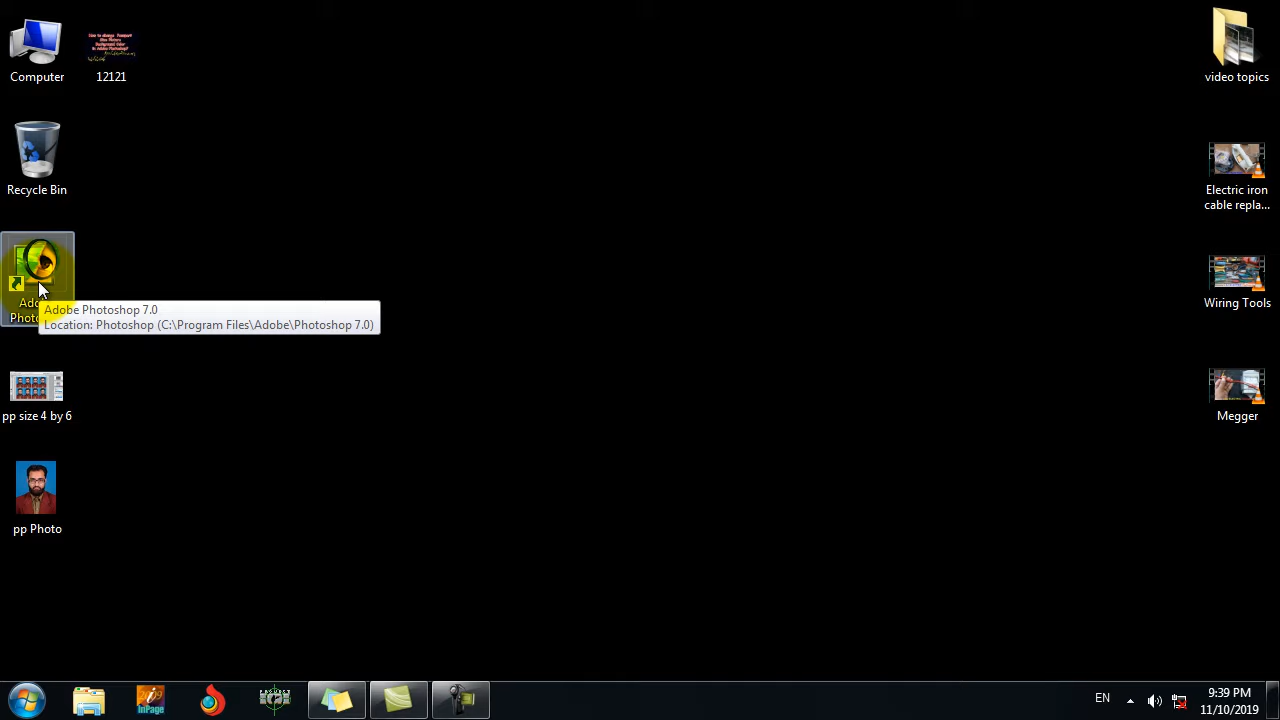 Computer
12121
Recycle Bin
Adobe Photoshop 7.0
Location: Photoshop (C:\Program Files\Adobe\Photoshop 7.0)
pp size 4 by 6
pp Photo
video topics
Electric iron
cable repla...
Wiring Tools
Megger
InPage
EN
9:39 PM
11/10/2019